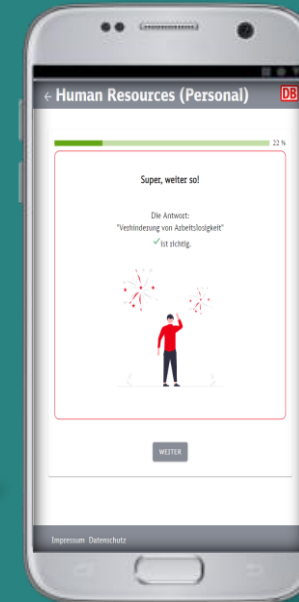 ← Human Resources (Personal)
DB
22 %
Super, weiter so!
Die Antwort:
"Verhinderung von Arbeitslosigkeit"
✓ ist richtig.
WEITER
Impressum Datenschutz